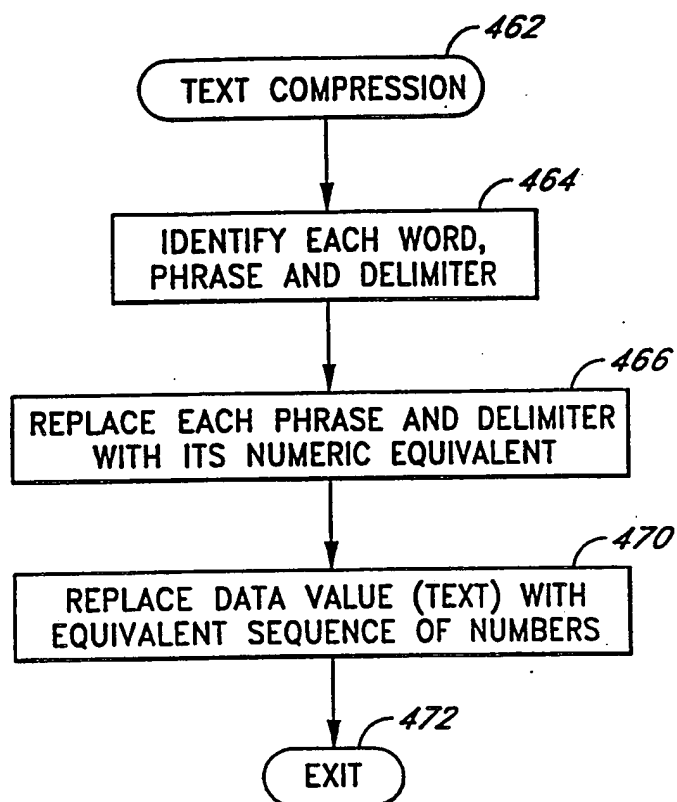 462
TEXT COMPRESSION
464
IDENTIFY EACH WORD,
PHRASE AND DELIMITER
466
REPLACE EACH PHRASE AND DELIMITER
WITH ITS NUMERIC EQUIVALENT
470
REPLACE DATA VALUE (TEXT) WITH
EQUIVALENT SEQUENCE OF NUMBERS
472
EXIT